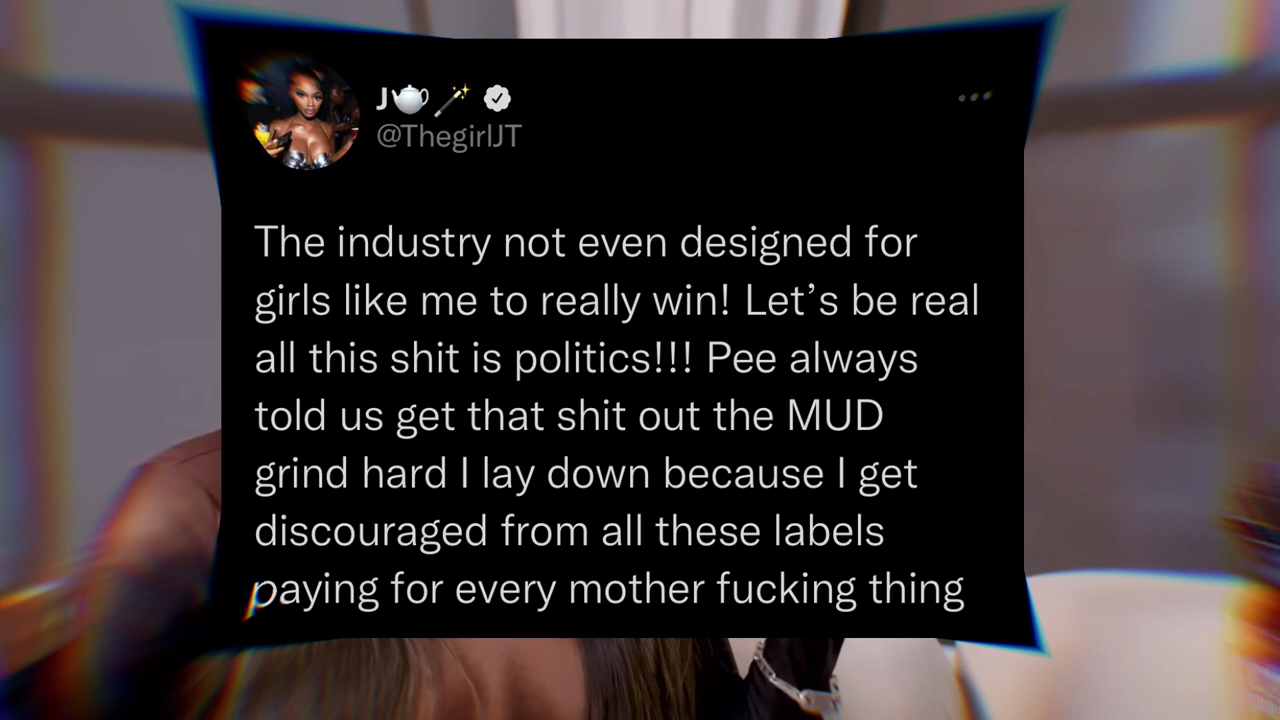 J🫖🪄
@ThegirlJT
The industry not even designed for
girls like me to really win! Let’s be real
all this shit is politics!!! Pee always
told us get that shit out the MUD
grind hard I lay down because I get
discouraged from all these labels
paying for every mother fucking thing